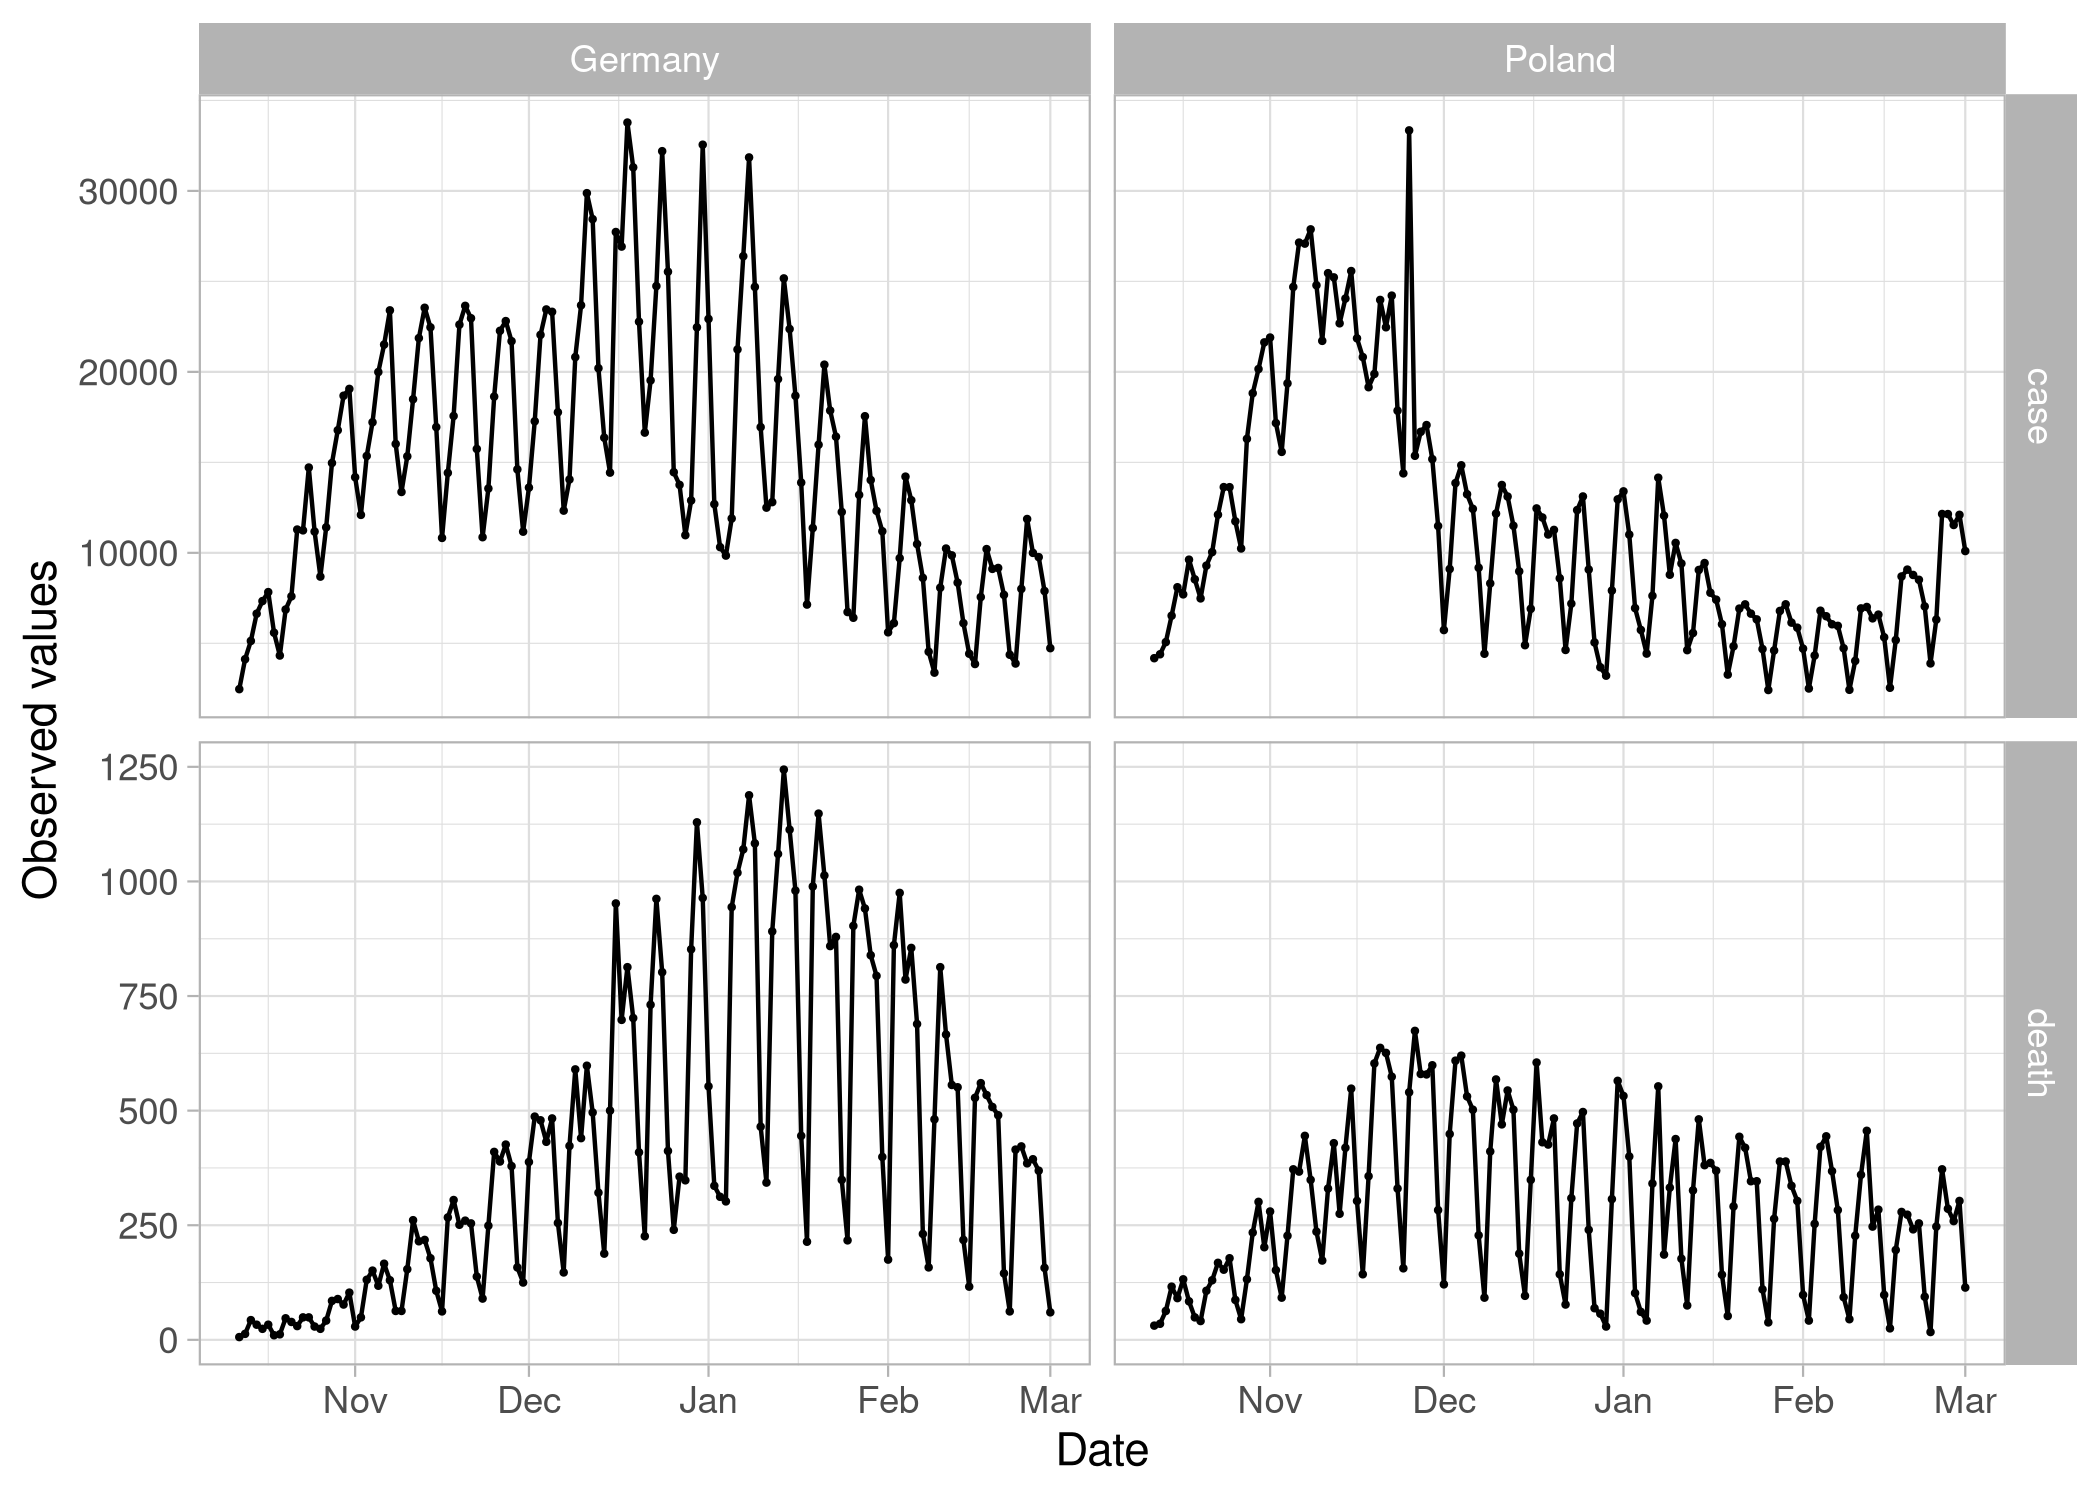 Germany
Poland
30000
20000
10000
case
1250
1000
750
500
250
0
death
Observed values
Nov Dec Jan Feb Mar
Nov Dec Jan Feb Mar
Date